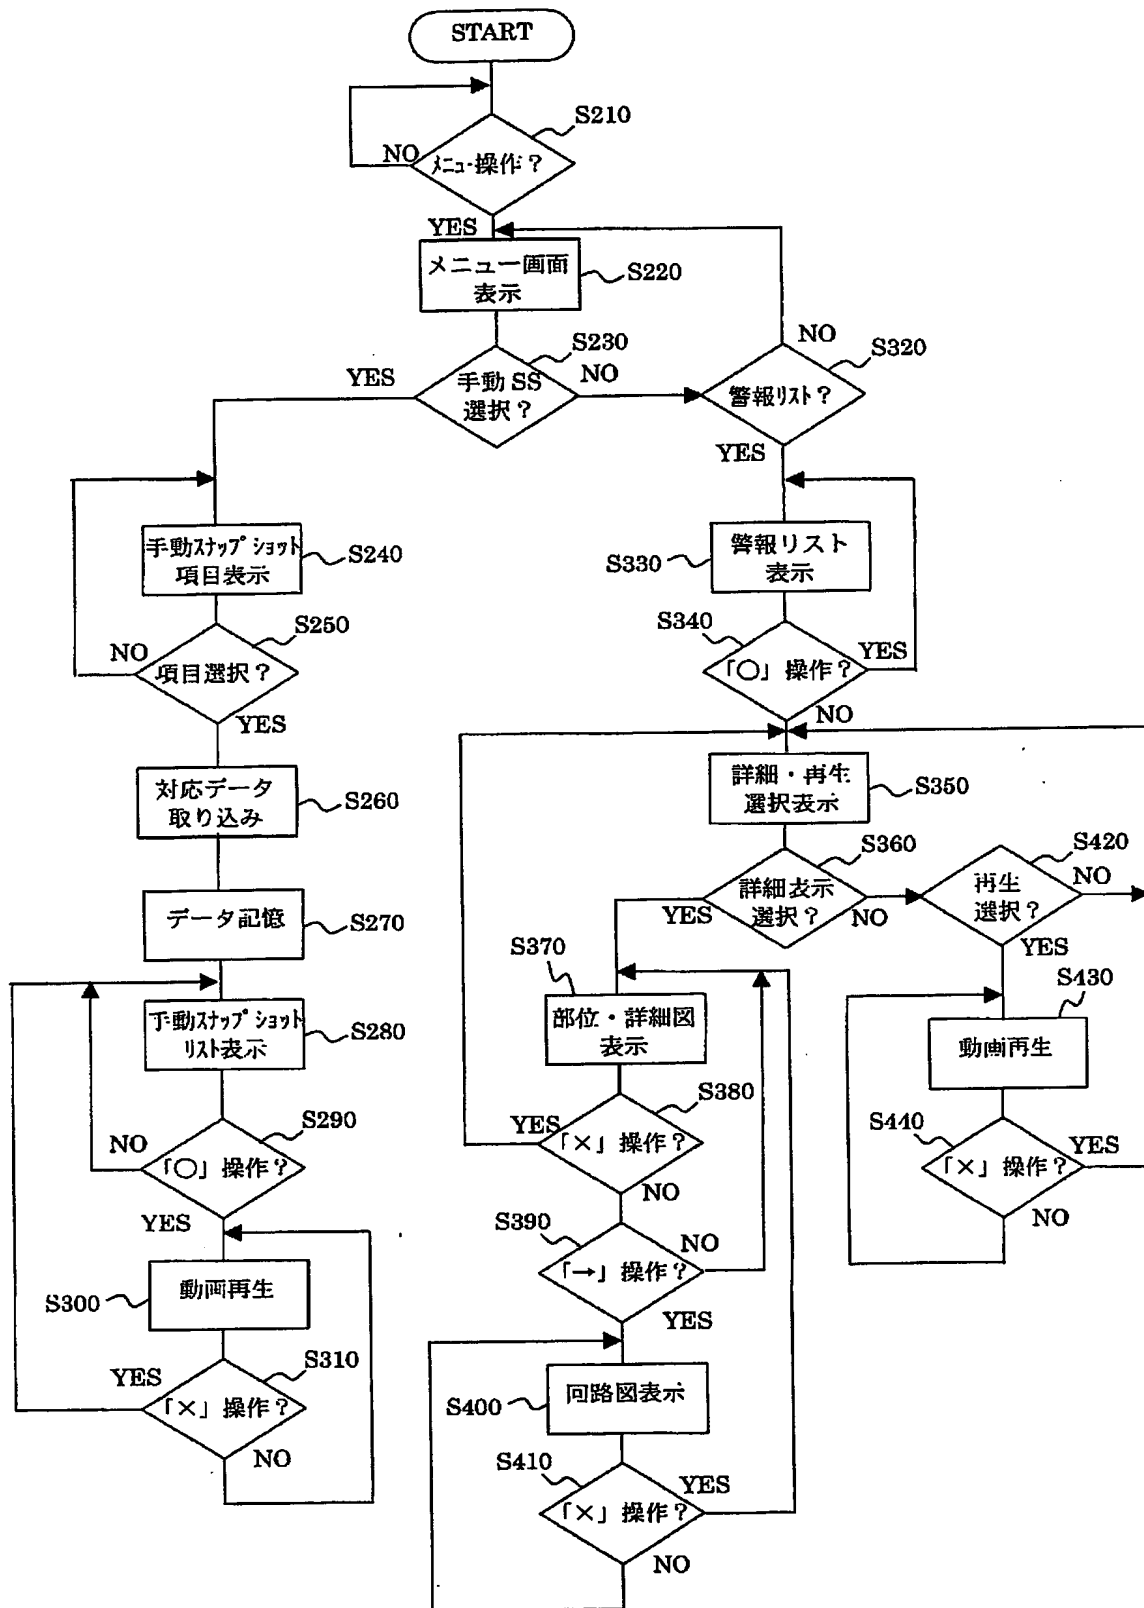 START
S210
NO
メニュー操作？
YES
メニュー画面
表示
S220
S230
YES
手動 SS
選択？
NO
NO
S320
警報リスト？
YES
手動スナップショット
項目表示
S240
警報リスト
表示
S330
S250
NO
項目選択？
YES
S340
「○」操作？
YES
NO
対応データ
取り込み
S260
詳細・再生
選択表示
S350
S360
詳細表示
選択？
YES
NO
S420
再生
選択？
NO
YES
データ記憶
S270
S370
部位・詳細図
表示
S430
動画再生
手動スナップショット
リスト表示
S280
S380
YES
「×」操作？
NO
S440
「×」操作？
YES
NO
S290
NO
「○」操作？
YES
S390
「→」操作？
NO
YES
動画再生
S300
S310
YES
「×」操作？
NO
回路図表示
S400
S410
「×」操作？
YES
NO